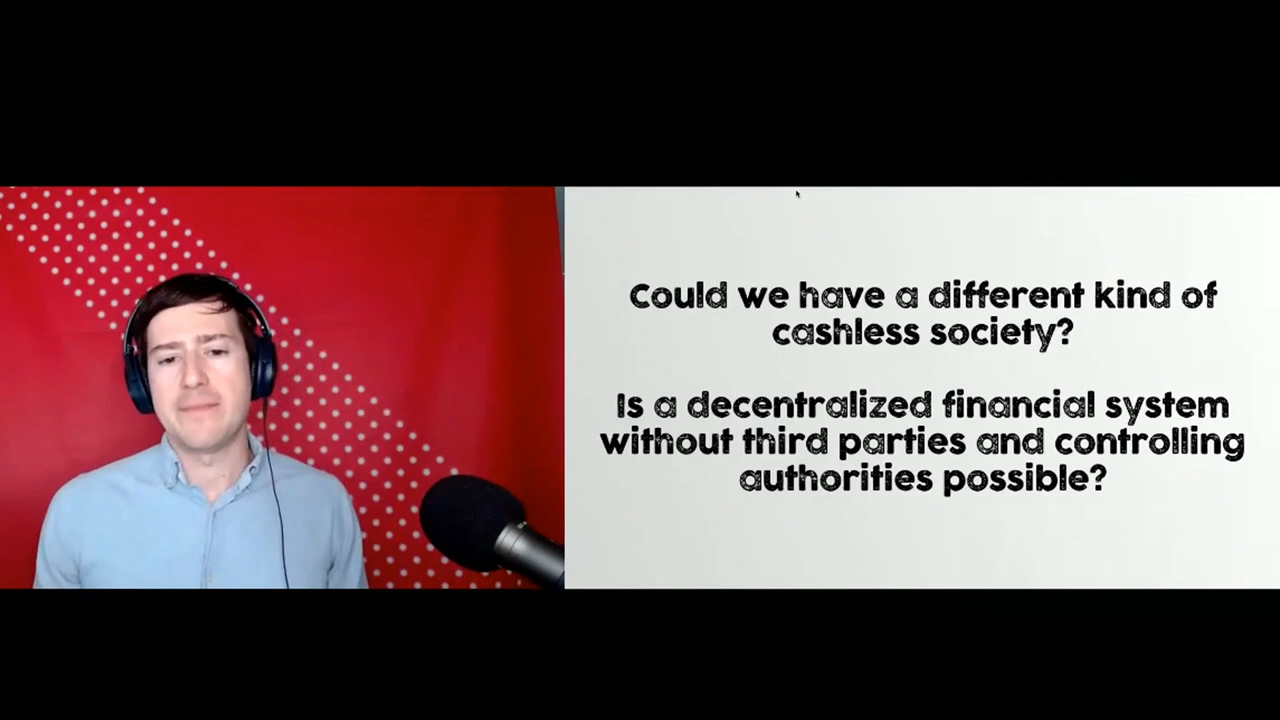 Could we have a different kind of
cashless society?
Is a decentralized financial system
without third parties and controlling
authorities possible?